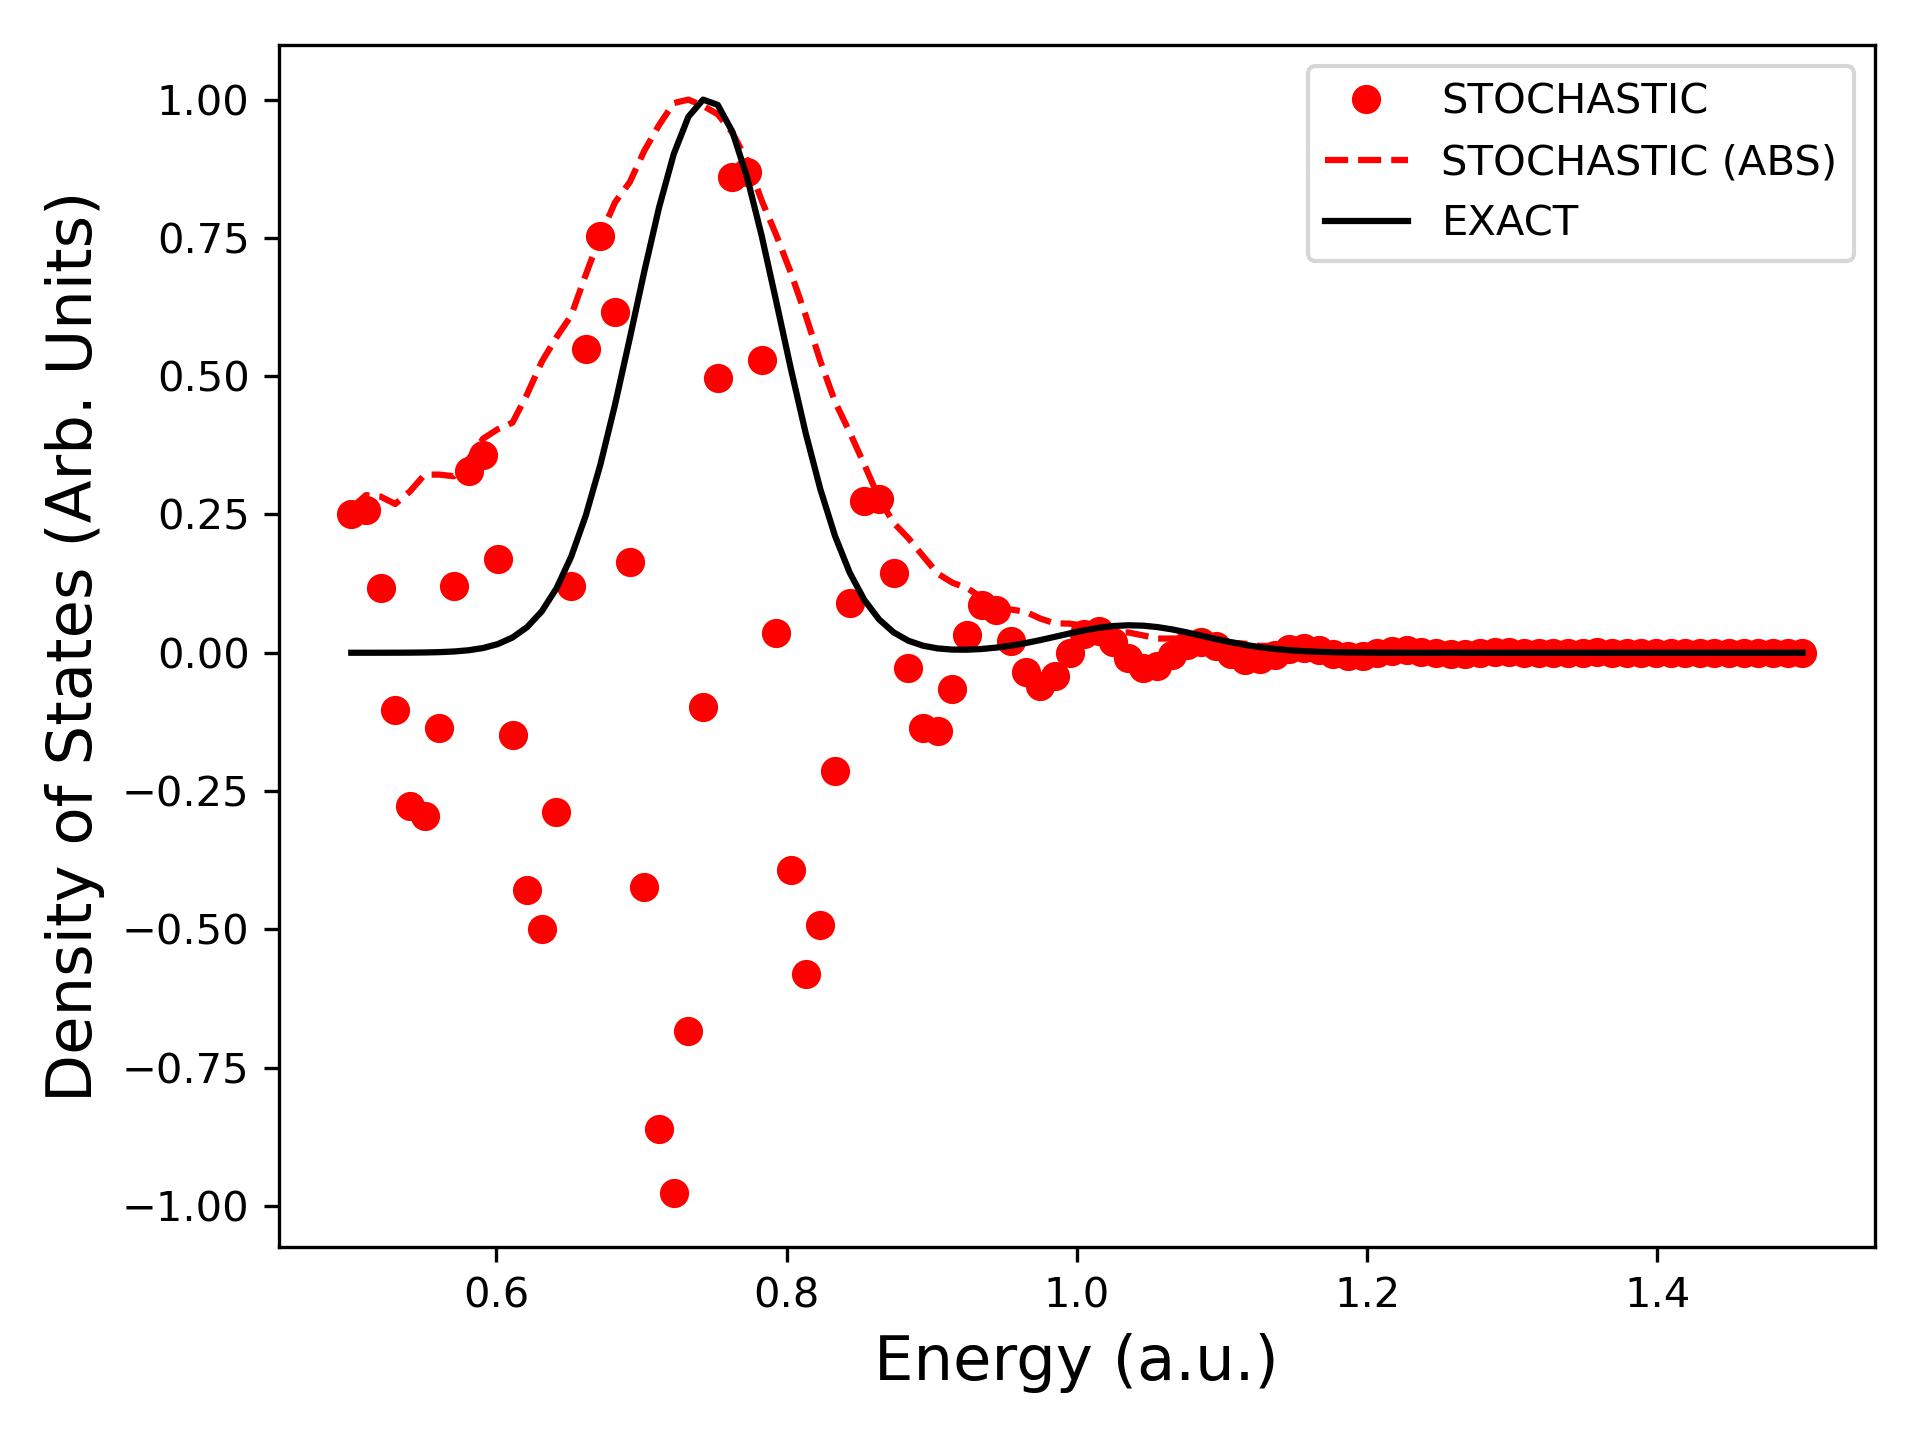 STOCHASTIC
STOCHASTIC (ABS)
EXACT
Density of States (Arb. Units)
1.00
0.75
0.50
0.25
0.00
−0.25
−0.50
−0.75
−1.00
0.6 0.8 1.0 1.2 1.4
Energy (a.u.)